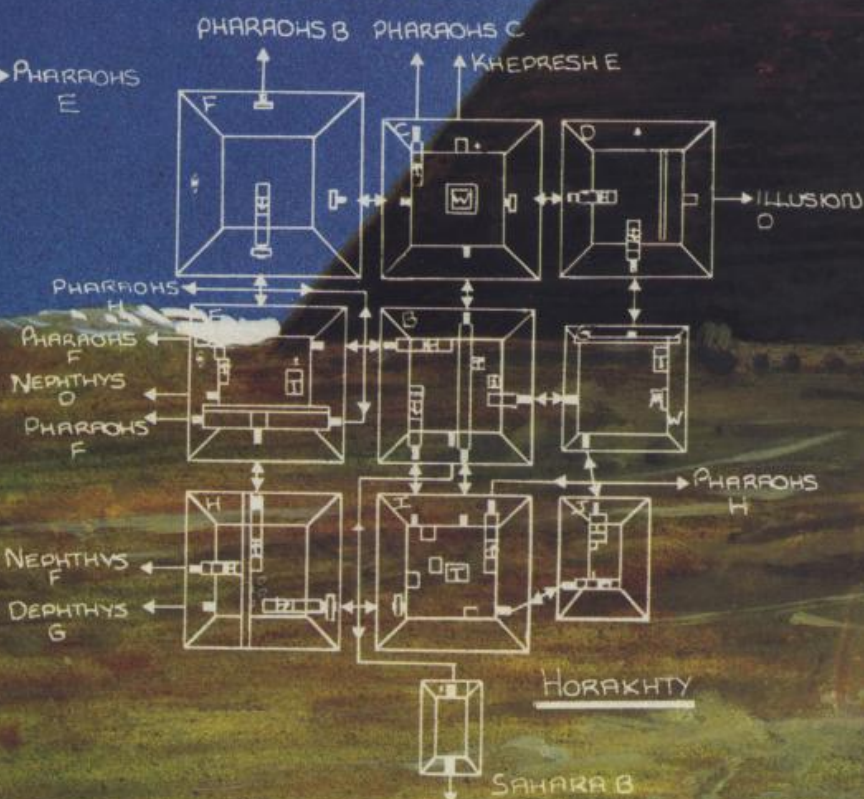 PHARAOHS B PHARAOHS C
KHEPRESH E
PHARAOHS
E
F
C
D
W
ILLUSION
D
PHARAOHS
H
PHARAOHS
F
NEPHTHYS
D
PHARAOHS
F
E
B
G
T
T
W
PHARAOHS
H
H
I
J
T
NEPHTHYS
F
DEPHTHYS
G
HORAKHTY
SAHARA B